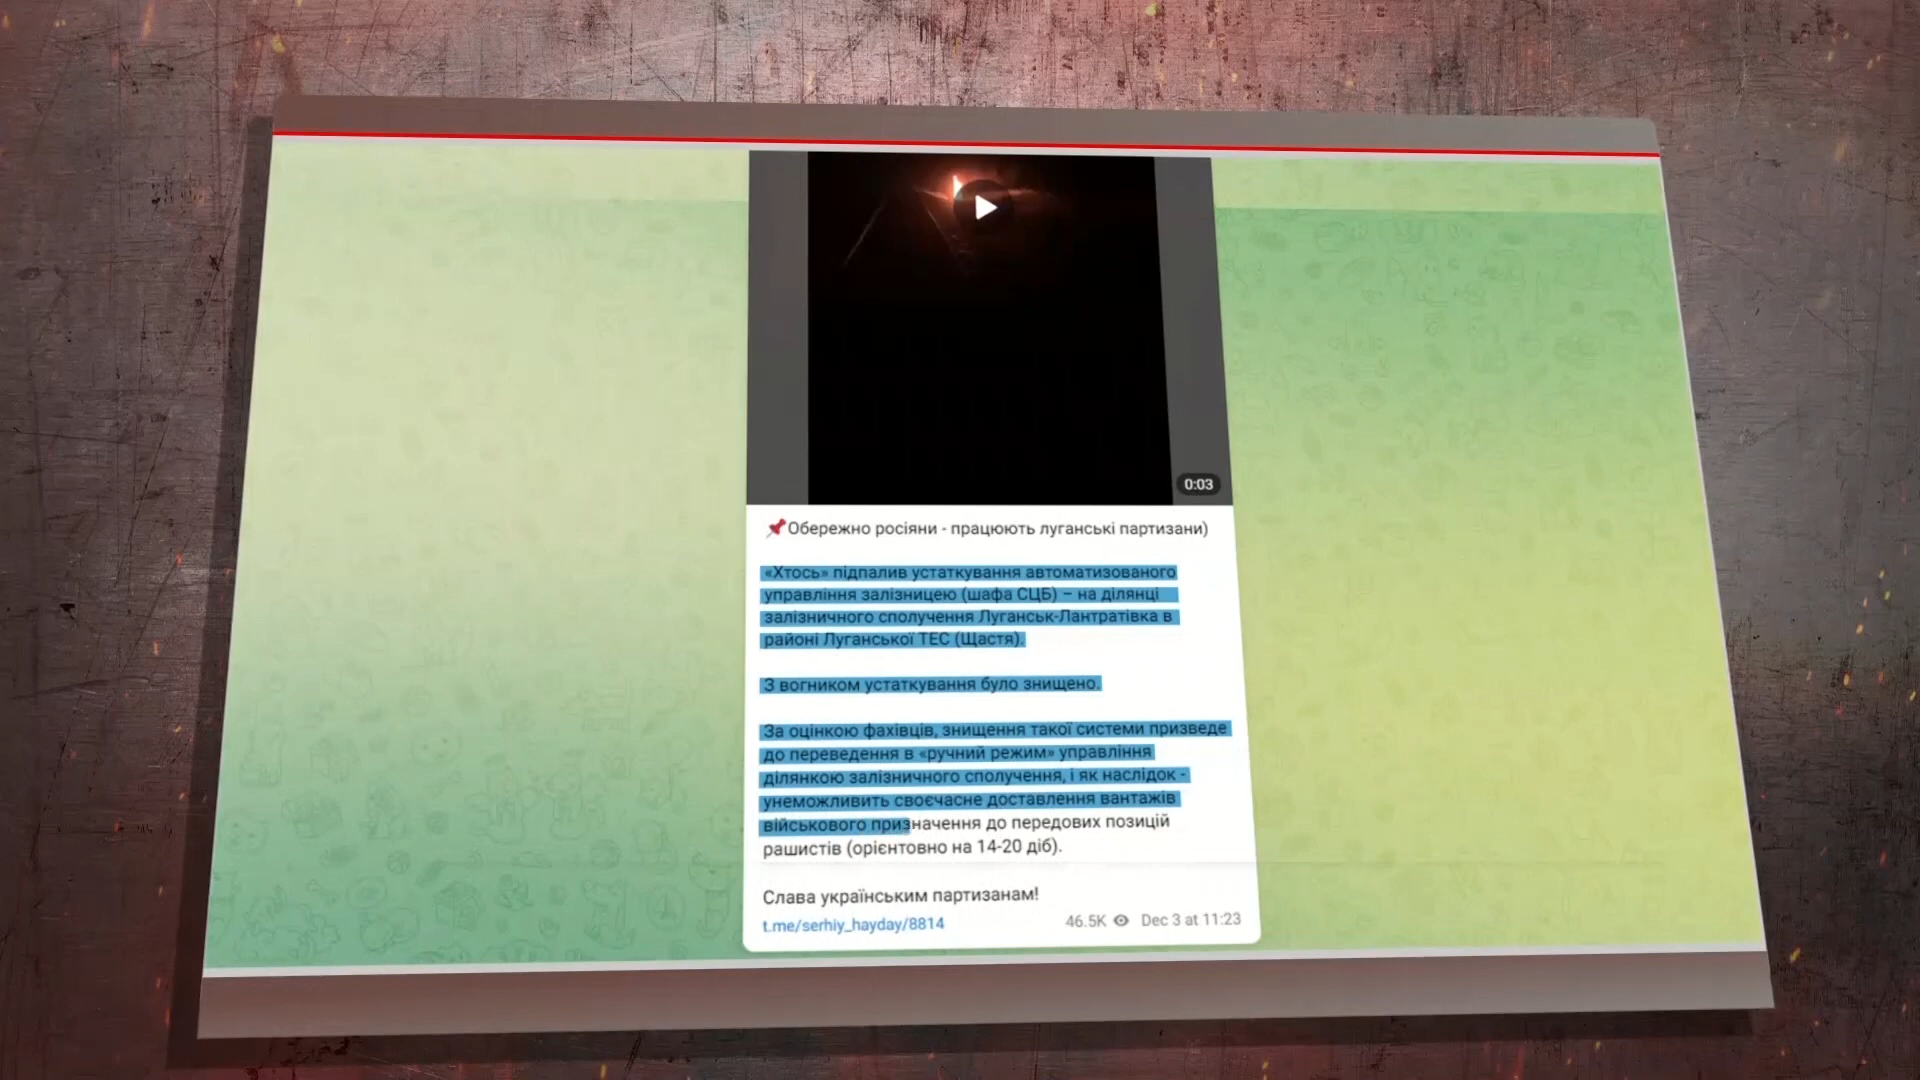 0:03
📌Обережно росіяни - працюють луганські партизани)
«Хтось» підпалив устаткування автоматизованого
управління залізницею (шафа СЦБ) – на ділянці
залізничного сполучення Луганськ-Лантратівка в
районі Луганської ТЕС (Щастя).
З вогником устаткування було знищено.
За оцінкою фахівців, знищення такої системи призведе
до переведення в «ручний режим» управління
ділянкою залізничного сполучення, і як наслідок -
унеможливить своєчасне доставлення вантажів
військового призначення до передових позицій
рашистів (орієнтовно на 14-20 діб).
Слава українським партизанам!
t.me/serhiy_hayday/8814 46.5K Dec 3 at 11:23